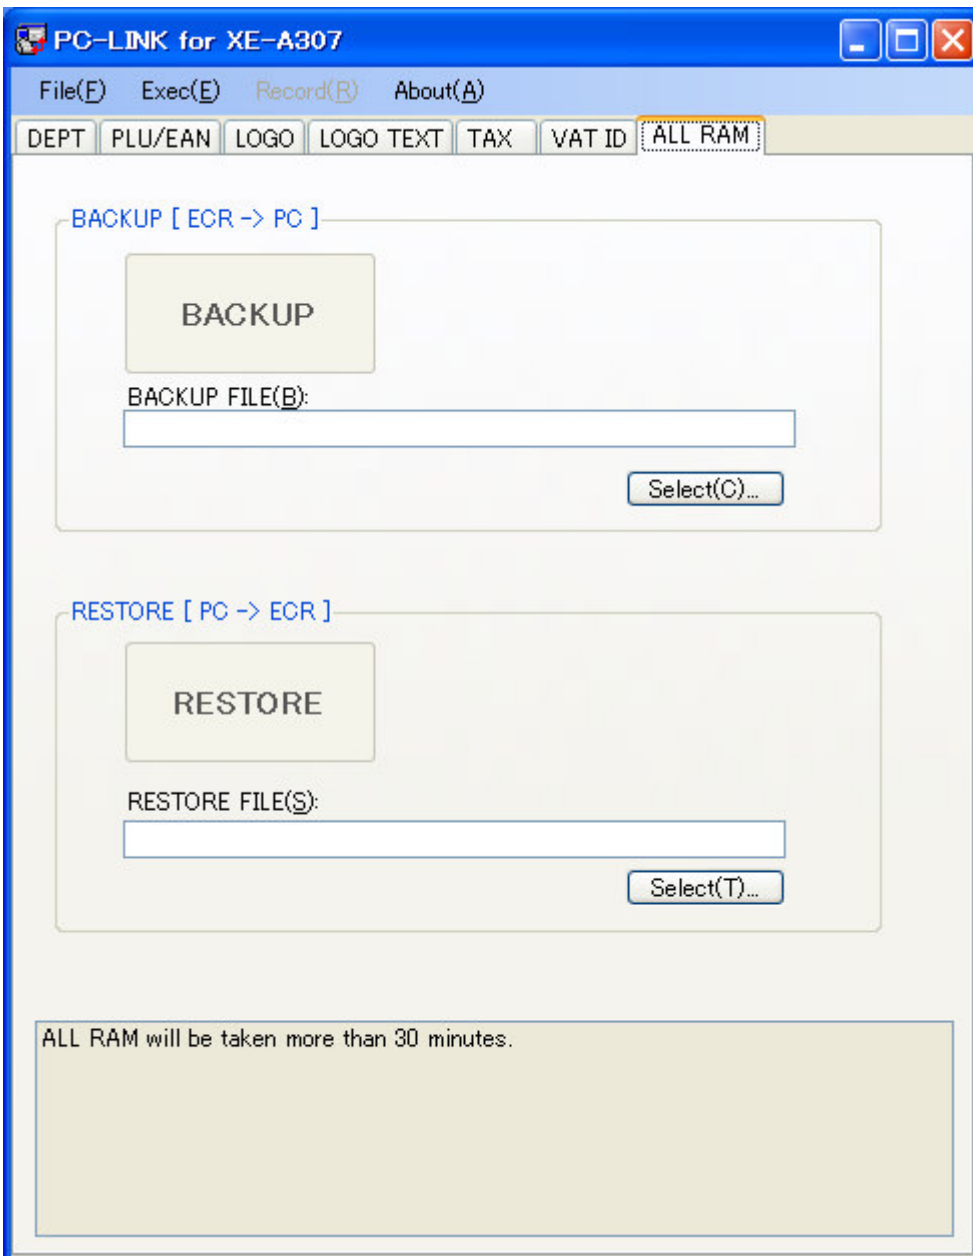 PC-LINK for XE-A307
File(F) Exec(E) Record(R) About(A)
DEPT PLU/EAN LOGO LOGO TEXT TAX VAT ID ALL RAM
BACKUP [ ECR -> PC ]
BACKUP
BACKUP FILE(B):
Select(C)...
RESTORE [ PC -> ECR ]
RESTORE
RESTORE FILE(S):
Select(T)...
ALL RAM will be taken more than 30 minutes.